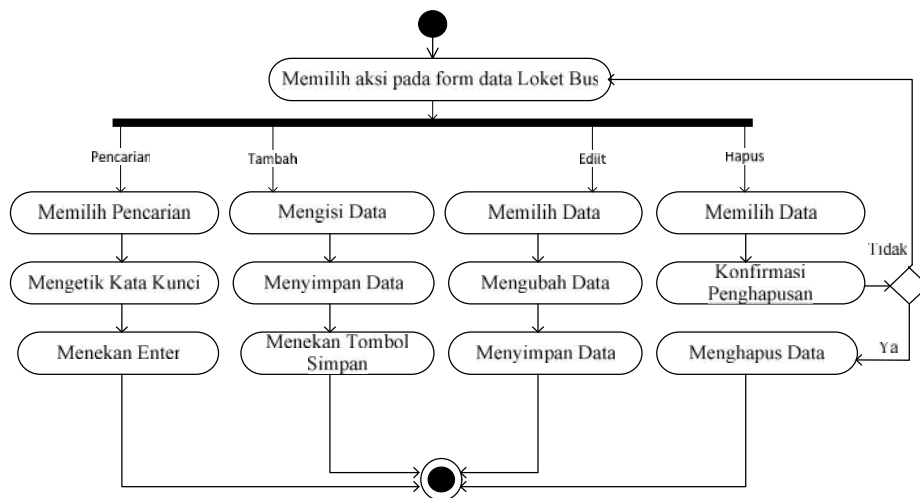 Memilih aksi pada form data Loket Bus
Pencarian
Tambah
Ediit
Hapus
Memilih Pencarian
Mengisi Data
Memilih Data
Memilih Data
Tidak
Mengetik Kata Kunci
Menyimpan Data
Mengubah Data
Konfirmasi
Penghapusan
Menekan Enter
Menekan Tombol
Simpan
Menyimpan Data
Menghapus Data
Ya